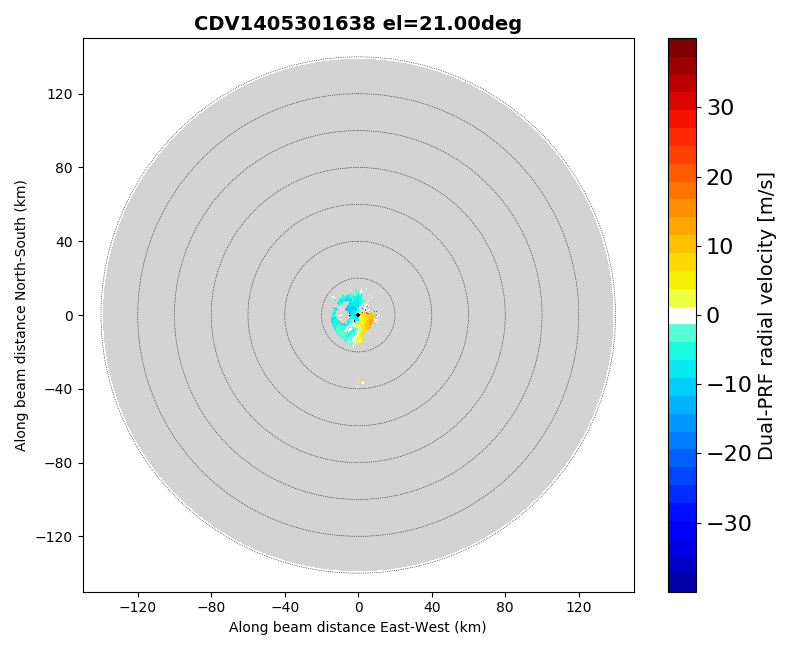 CDV1405301638 el=21.00deg
Along beam distance North-South (km)
120
80
40
0
−40
−80
−120
−120 −80 −40 0 40 80 120
Along beam distance East-West (km)
30
20
10
0
−10
−20
−30
Dual-PRF radial velocity [m/s]